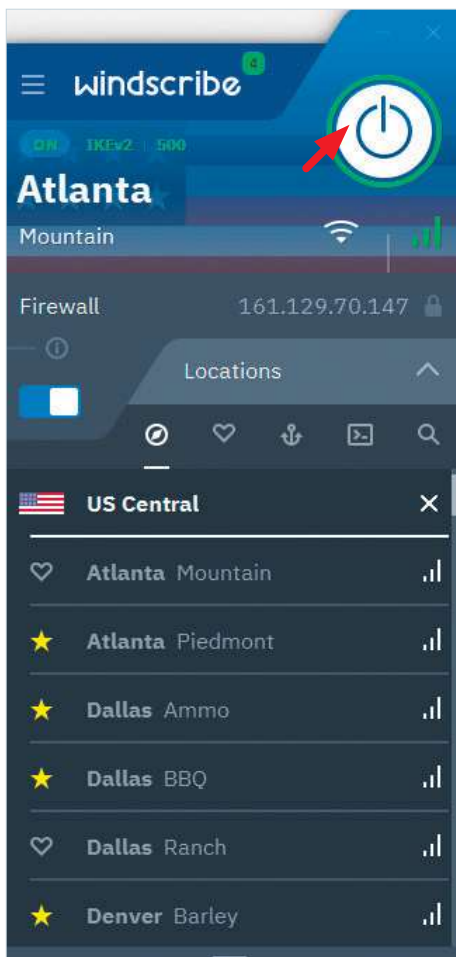 windscribe 4
ON IKEv2 500
Atlanta
Mountain
Firewall 161.129.70.147
Locations
US Central
Atlanta Mountain
Atlanta Piedmont
Dallas Ammo
Dallas BBQ
Dallas Ranch
Denver Barley